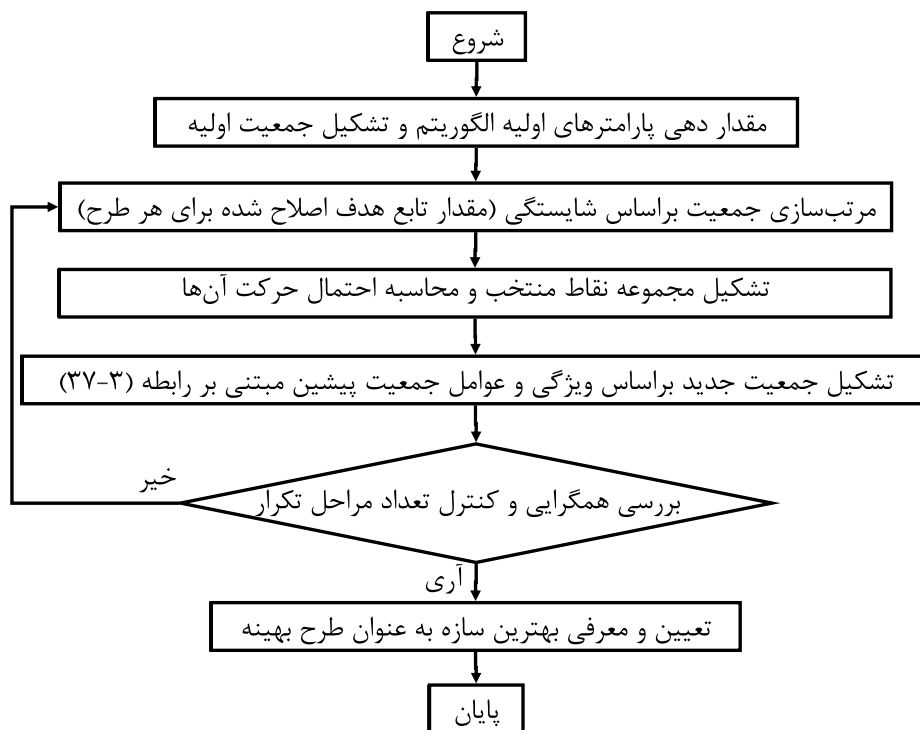 شروع
مقدار دهی پارامترهای اولیه الگوریتم و تشکیل جمعیت اولیه
مرتب‌سازی جمعیت براساس شایستگی (مقدار تابع هدف اصلاح شده برای هر طرح)
تشکیل مجموعه نقاط منتخب و محاسبه احتمال حرکت آن‌ها
تشکیل جمعیت جدید براساس ویژگی و عوامل جمعیت پیشین مبتنی بر رابطه (۳-۳۷)
خیر
بررسی همگرایی و کنترل تعداد مراحل تکرار
آری
تعیین و معرفی بهترین سازه به عنوان طرح بهینه
پایان